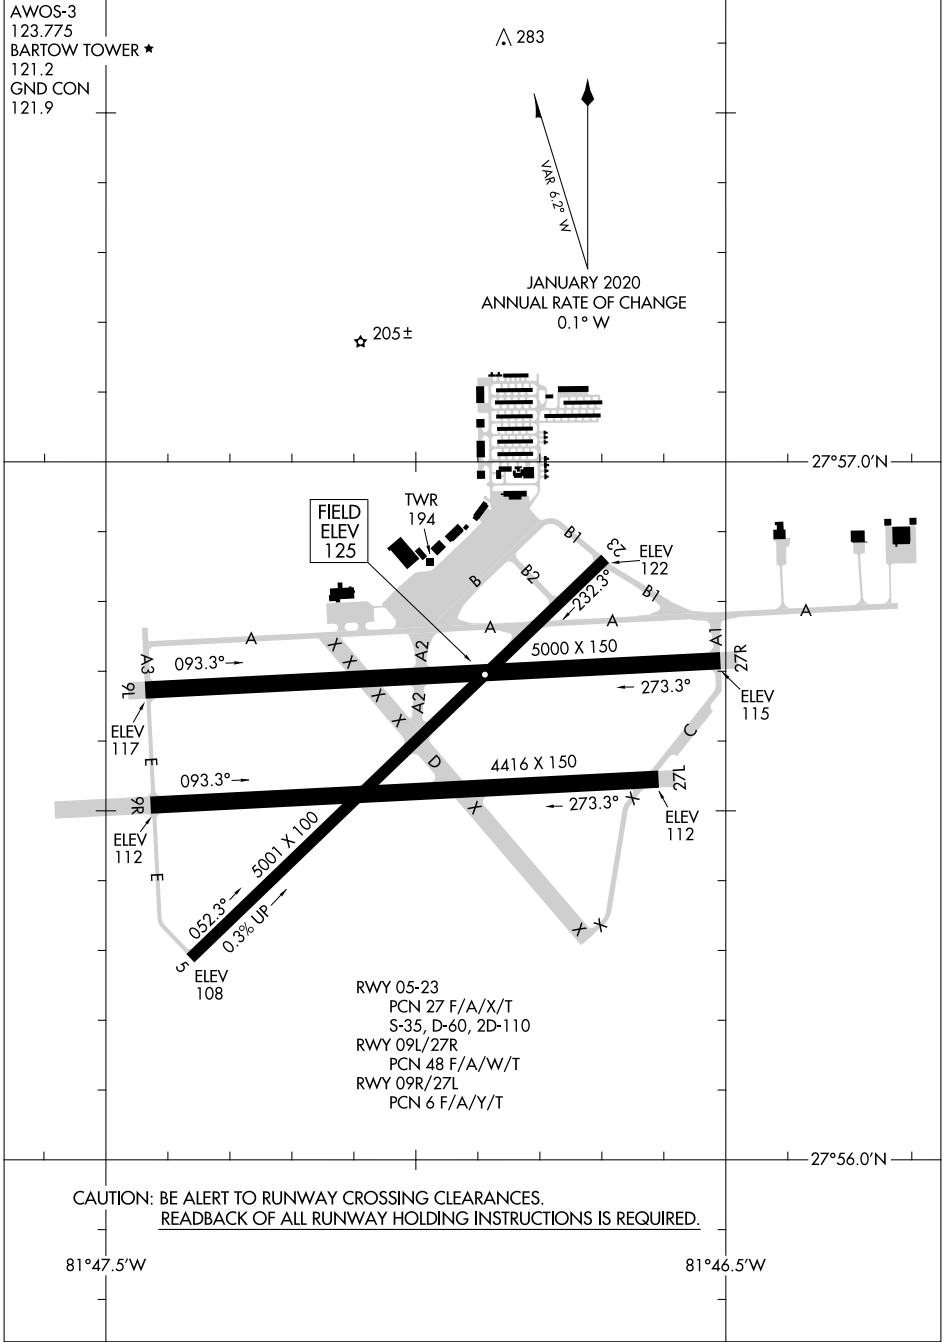 AWOS-3
123.775
BARTOW TOWER ★
121.2
GND CON
121.9
283
VAR 6.2° W
JANUARY 2020
ANNUAL RATE OF CHANGE
0.1° W
205±
27°57.0'N
FIELD
ELEV
125
TWR
194
B1
23
ELEV
122
B
B2
232.3°
B1
A
A
A
A
A1
X
X
A2
5000 X 150
27R
A3
093.3°
9L
273.3°
ELEV
115
X
A2
X
ELEV
117
C
E
D
4416 X 150
093.3°
27L
9R
273.3°
X
X
ELEV
112
ELEV
112
5001 X 100
E
052.3°
0.3% UP
X
X
5
ELEV
108
RWY 05-23
PCN 27 F/A/X/T
S-35, D-60, 2D-110
RWY 09L/27R
PCN 48 F/A/W/T
RWY 09R/27L
PCN 6 F/A/Y/T
27°56.0'N
CAUTION: BE ALERT TO RUNWAY CROSSING CLEARANCES.
READBACK OF ALL RUNWAY HOLDING INSTRUCTIONS IS REQUIRED.
81°47.5'W
81°46.5'W